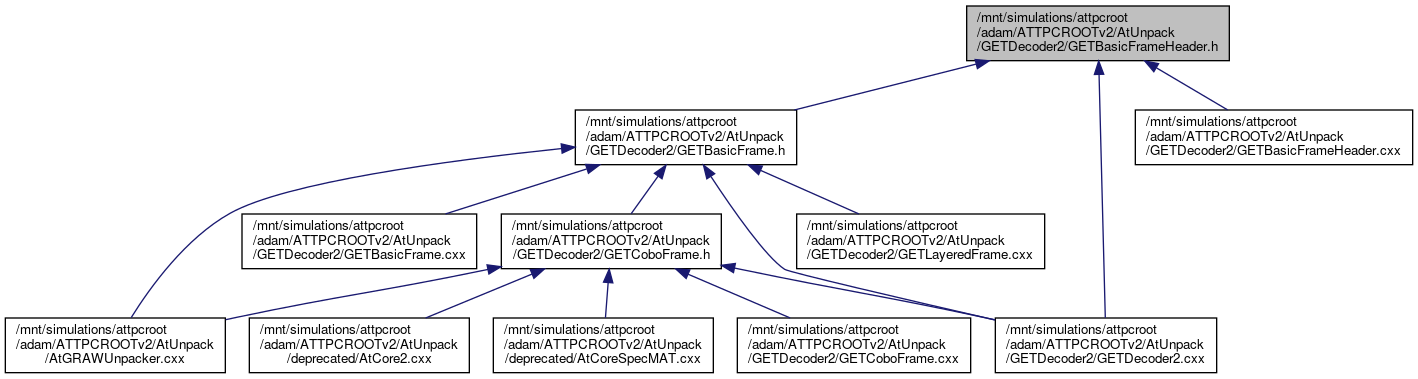 /mnt/simulations/attpcroot
/adam/ATTPCROOTv2/AtUnpack
/GETDecoder2/GETBasicFrameHeader.h
/mnt/simulations/attpcroot
/adam/ATTPCROOTv2/AtUnpack
/GETDecoder2/GETBasicFrame.h
/mnt/simulations/attpcroot
/adam/ATTPCROOTv2/AtUnpack
/GETDecoder2/GETBasicFrameHeader.cxx
/mnt/simulations/attpcroot
/adam/ATTPCROOTv2/AtUnpack
/GETDecoder2/GETBasicFrame.cxx
/mnt/simulations/attpcroot
/adam/ATTPCROOTv2/AtUnpack
/GETDecoder2/GETCoboFrame.h
/mnt/simulations/attpcroot
/adam/ATTPCROOTv2/AtUnpack
/GETDecoder2/GETLayeredFrame.cxx
/mnt/simulations/attpcroot
/adam/ATTPCROOTv2/AtUnpack
/AtGRAWUnpacker.cxx
/mnt/simulations/attpcroot
/adam/ATTPCROOTv2/AtUnpack
/deprecated/AtCore2.cxx
/mnt/simulations/attpcroot
/adam/ATTPCROOTv2/AtUnpack
/deprecated/AtCoreSpecMAT.cxx
/mnt/simulations/attpcroot
/adam/ATTPCROOTv2/AtUnpack
/GETDecoder2/GETCoboFrame.cxx
/mnt/simulations/attpcroot
/adam/ATTPCROOTv2/AtUnpack
/GETDecoder2/GETDecoder2.cxx